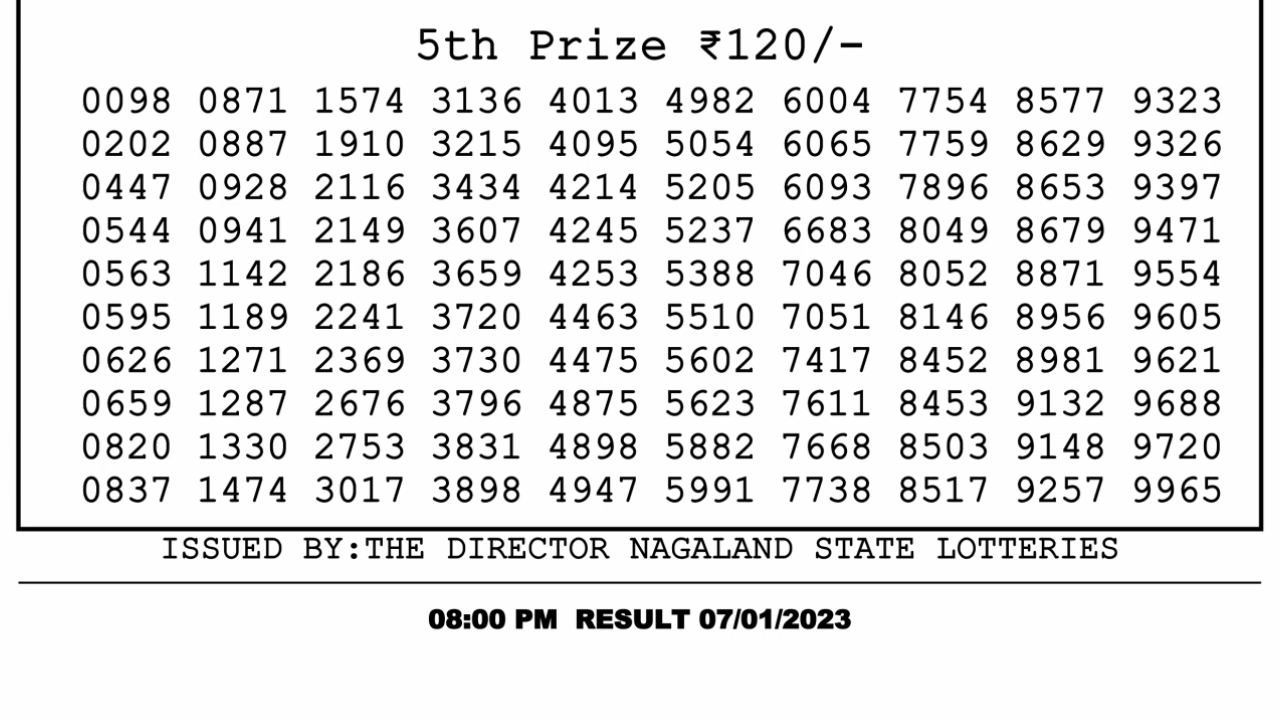 5th Prize ₹120/-
0098 0871 1574 3136 4013 4982 6004 7754 8577 9323
0202 0887 1910 3215 4095 5054 6065 7759 8629 9326
0447 0928 2116 3434 4214 5205 6093 7896 8653 9397
0544 0941 2149 3607 4245 5237 6683 8049 8679 9471
0563 1142 2186 3659 4253 5388 7046 8052 8871 9554
0595 1189 2241 3720 4463 5510 7051 8146 8956 9605
0626 1271 2369 3730 4475 5602 7417 8452 8981 9621
0659 1287 2676 3796 4875 5623 7611 8453 9132 9688
0820 1330 2753 3831 4898 5882 7668 8503 9148 9720
0837 1474 3017 3898 4947 5991 7738 8517 9257 9965
ISSUED BY:THE DIRECTOR NAGALAND STATE LOTTERIES
08:00 PM RESULT 07/01/2023